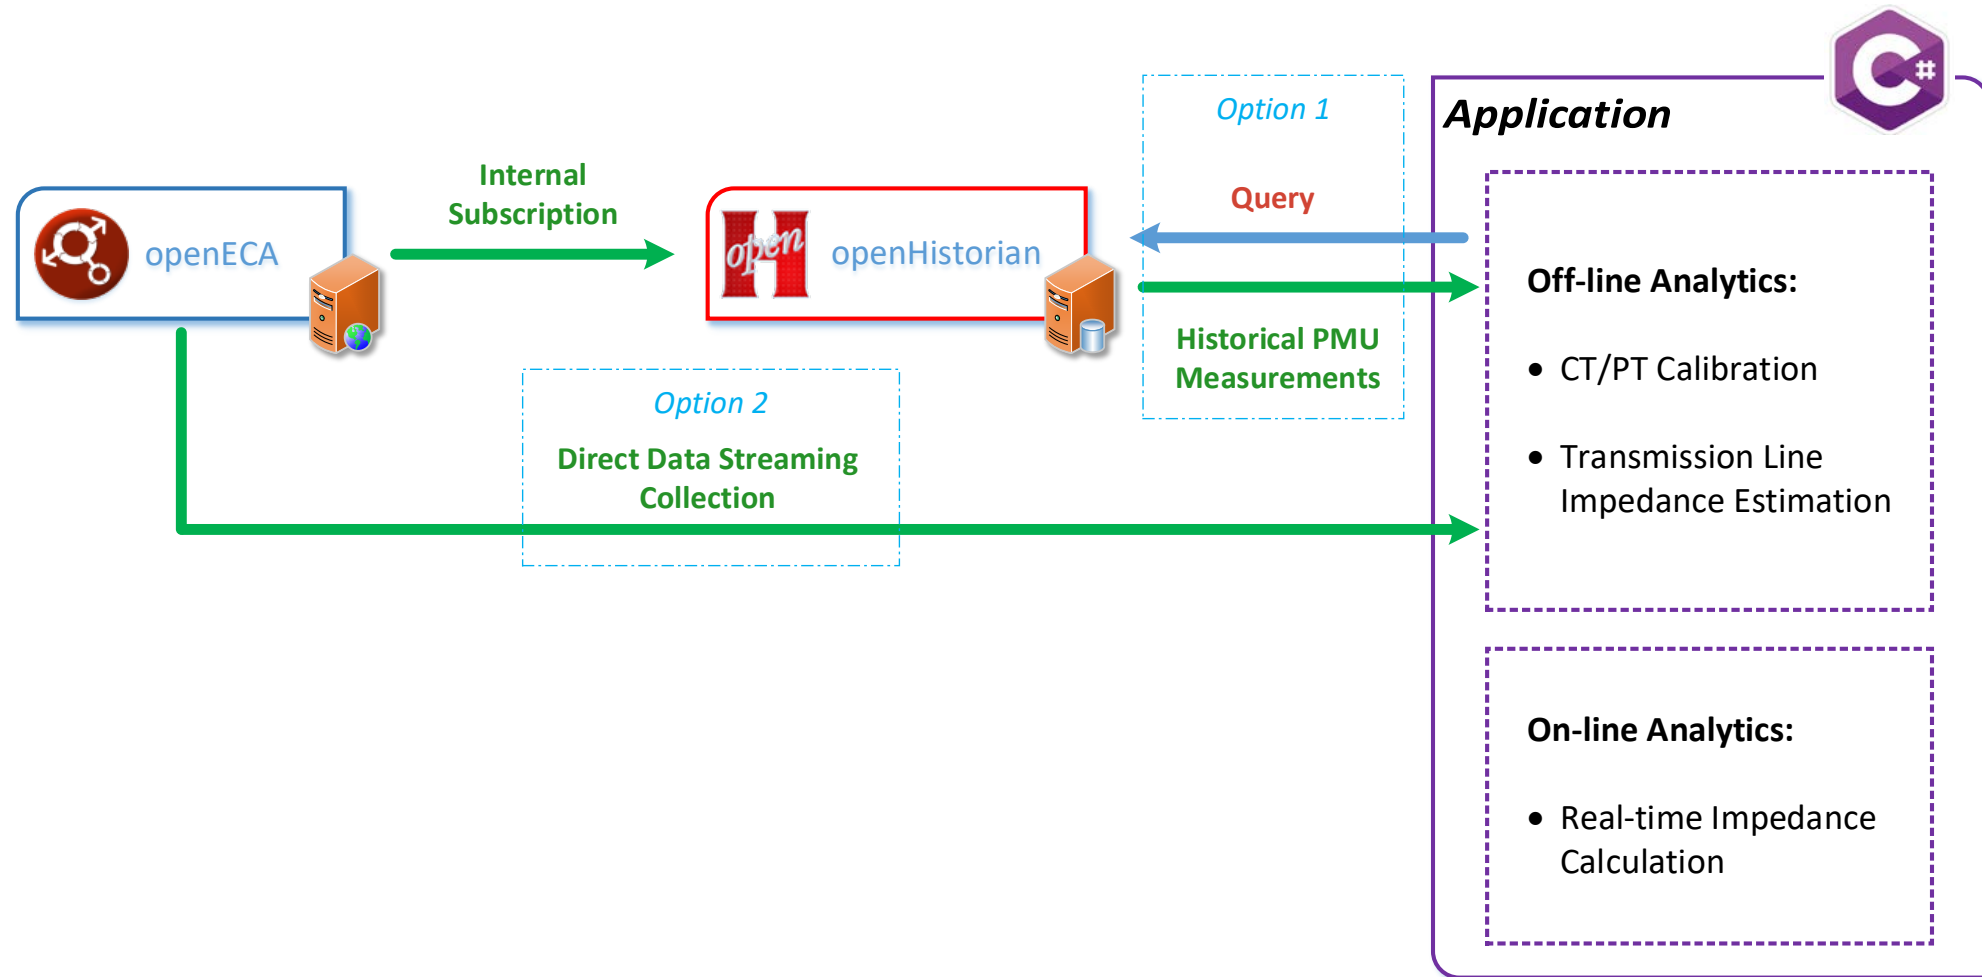 C#
Application
Option 1
Internal
Subscription
Query
openECA
open
H
openHistorian
Historical PMU
Measurements
Option 2
Direct Data Streaming
Collection
Off-line Analytics:
• CT/PT Calibration
• Transmission Line
Impedance Estimation
On-line Analytics:
• Real-time Impedance
Calculation